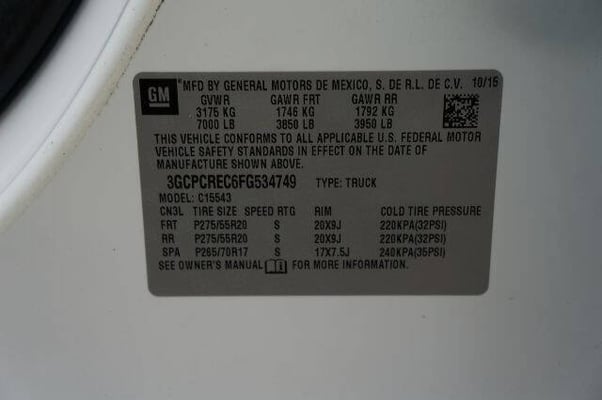 GM ®MFD BY GENERAL MOTORS DE MEXICO, S. DE R.L. DE C.V. 10/15
GVWR GAWR FRT GAWR RR
3175 KG 1746 KG 1792 KG
7000 LB 3850 LB 3950 LB
THIS VEHICLE CONFORMS TO ALL APPLICABLE U.S. FEDERAL MOTOR
VEHICLE SAFETY STANDARDS IN EFFECT ON THE DATE OF
MANUFACTURE SHOWN ABOVE.
3GCPCREC6FG534749 TYPE: TRUCK
MODEL: C15543
CN3L TIRE SIZE SPEED RTG RIM COLD TIRE PRESSURE
FRT P275/55R20 S 20X9J 220KPA(32PSI)
RR P275/55R20 S 20X9J 220KPA(32PSI)
SPA P265/70R17 S 17X7.5J 240KPA(35PSI)
SEE OWNER'S MANUAL FOR MORE INFORMATION.